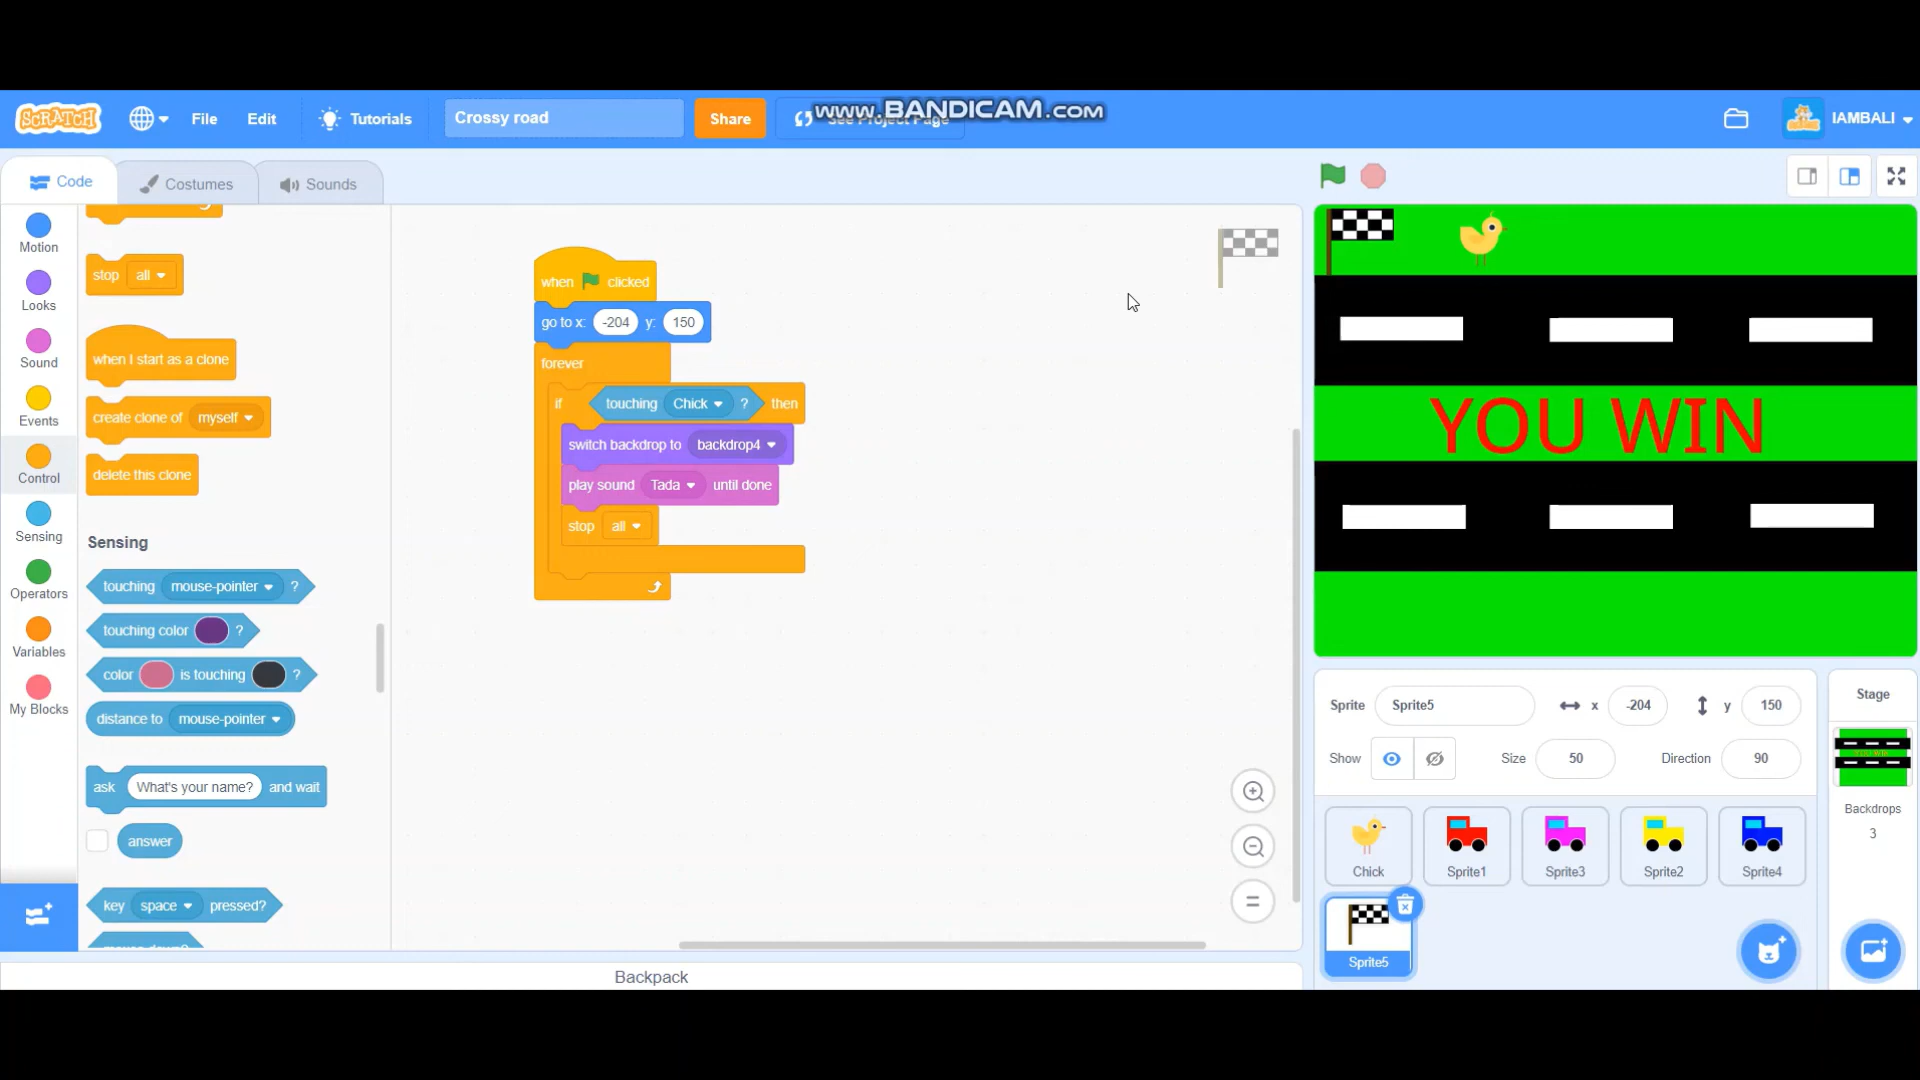 www.BANDICAM.com
SCRATCH File Edit Tutorials Crossy road Share See Project Page IAMBALI
Code Costumes Sounds
Motion
Looks
Sound
Events
Control
Sensing
Operators
Variables
My Blocks
stop all
when I start as a clone
create clone of myself
delete this clone
Sensing
touching mouse-pointer ?
touching color ?
color is touching ?
distance to mouse-pointer
ask What's your name? and wait
answer
key space pressed?
mouse down?
when clicked
go to x: -204 y: 150
forever
if touching Chick ? then
switch backdrop to backdrop4
play sound Tada until done
stop all
YOU WIN
Sprite Sprite5 x -204 y 150
Show Size 50 Direction 90
Chick Sprite1 Sprite3 Sprite2 Sprite4
Sprite5
Stage
Backdrops
3
Backpack